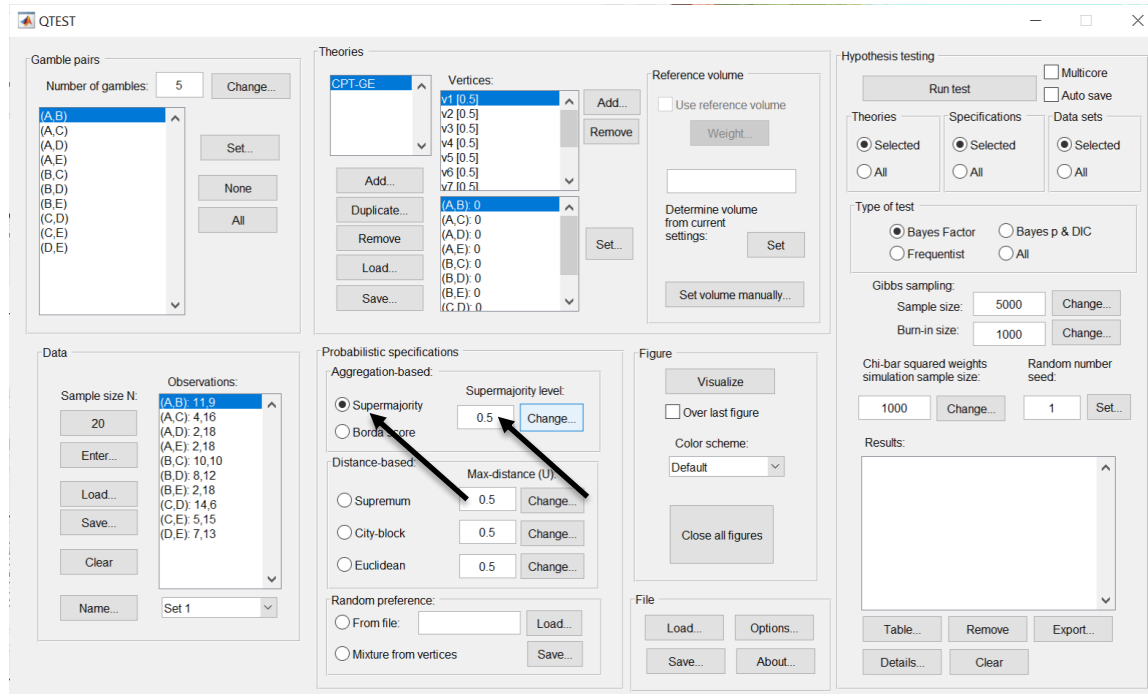 QTEST
Gamble pairs
Number of gambles: 5 Change...
(A,B)
(A,C)
(A,D)
(A,E)
(B,C)
(B,D)
(B,E)
(C,D)
(C,E)
(D,E)
Set...
None
All
Theories
CPT-GE
Add...
Duplicate...
Remove
Load...
Save...
Vertices:
v1 [0.5]
v2 [0.5]
v3 [0.5]
v4 [0.5]
v5 [0.5]
v6 [0.5]
v7 [0.5]
Add...
Remove
(A,B): 0
(A,C): 0
(A,D): 0
(A,E): 0
(B,C): 0
(B,D): 0
(B,E): 0
(C,D): 0
Set...
Reference volume
Use reference volume
Weight...
Determine volume
from current
settings:
Set
Set volume manually...
Hypothesis testing
Run test
Multicore
Auto save
Theories
Selected
All
Specifications
Selected
All
Data sets
Selected
All
Type of test
Bayes Factor Bayes p & DIC
Frequentist All
Gibbs sampling:
Sample size: 5000 Change...
Burn-in size: 1000 Change...
Chi-bar squared weights
simulation sample size:
1000 Change...
Random number
seed:
1 Set...
Results:
Table... Remove Export...
Details... Clear
Data
Sample size N:
20
Enter...
Load...
Save...
Clear
Name... Set 1
Observations:
(A,B): 11,9
(A,C): 4,16
(A,D): 2,18
(A,E): 2,18
(B,C): 10,10
(B,D): 8,12
(B,E): 2,18
(C,D): 14,6
(C,E): 5,15
(D,E): 7,13
Probabilistic specifications
Aggregation-based:
Supermajority level:
Supermajority 0.5 Change...
Borda score
Distance-based:
Max-distance (U):
Supremum 0.5 Change...
City-block 0.5 Change...
Euclidean 0.5 Change...
Random preference:
From file: Load...
Mixture from vertices Save...
Figure
Visualize
Over last figure
Color scheme:
Default
Close all figures
File
Load... Options...
Save... About...